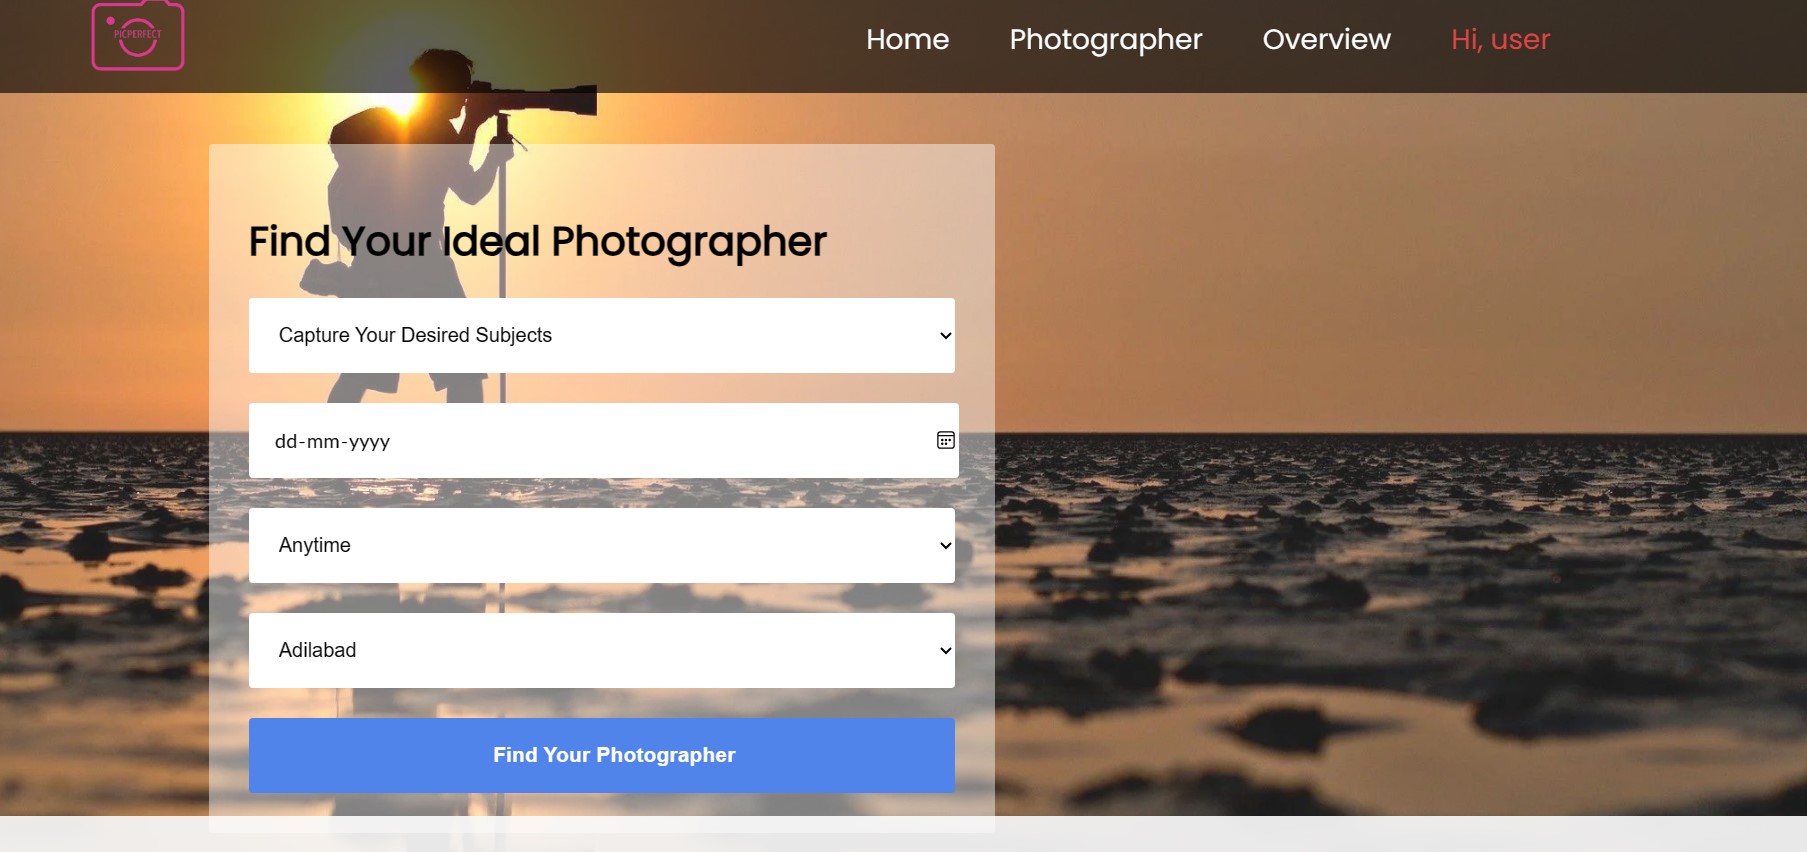 PICPERFECT
Home Photographer Overview Hi, user
Find Your Ideal Photographer
Capture Your Desired Subjects
dd-mm-yyyy
Anytime
Adilabad
Find Your Photographer